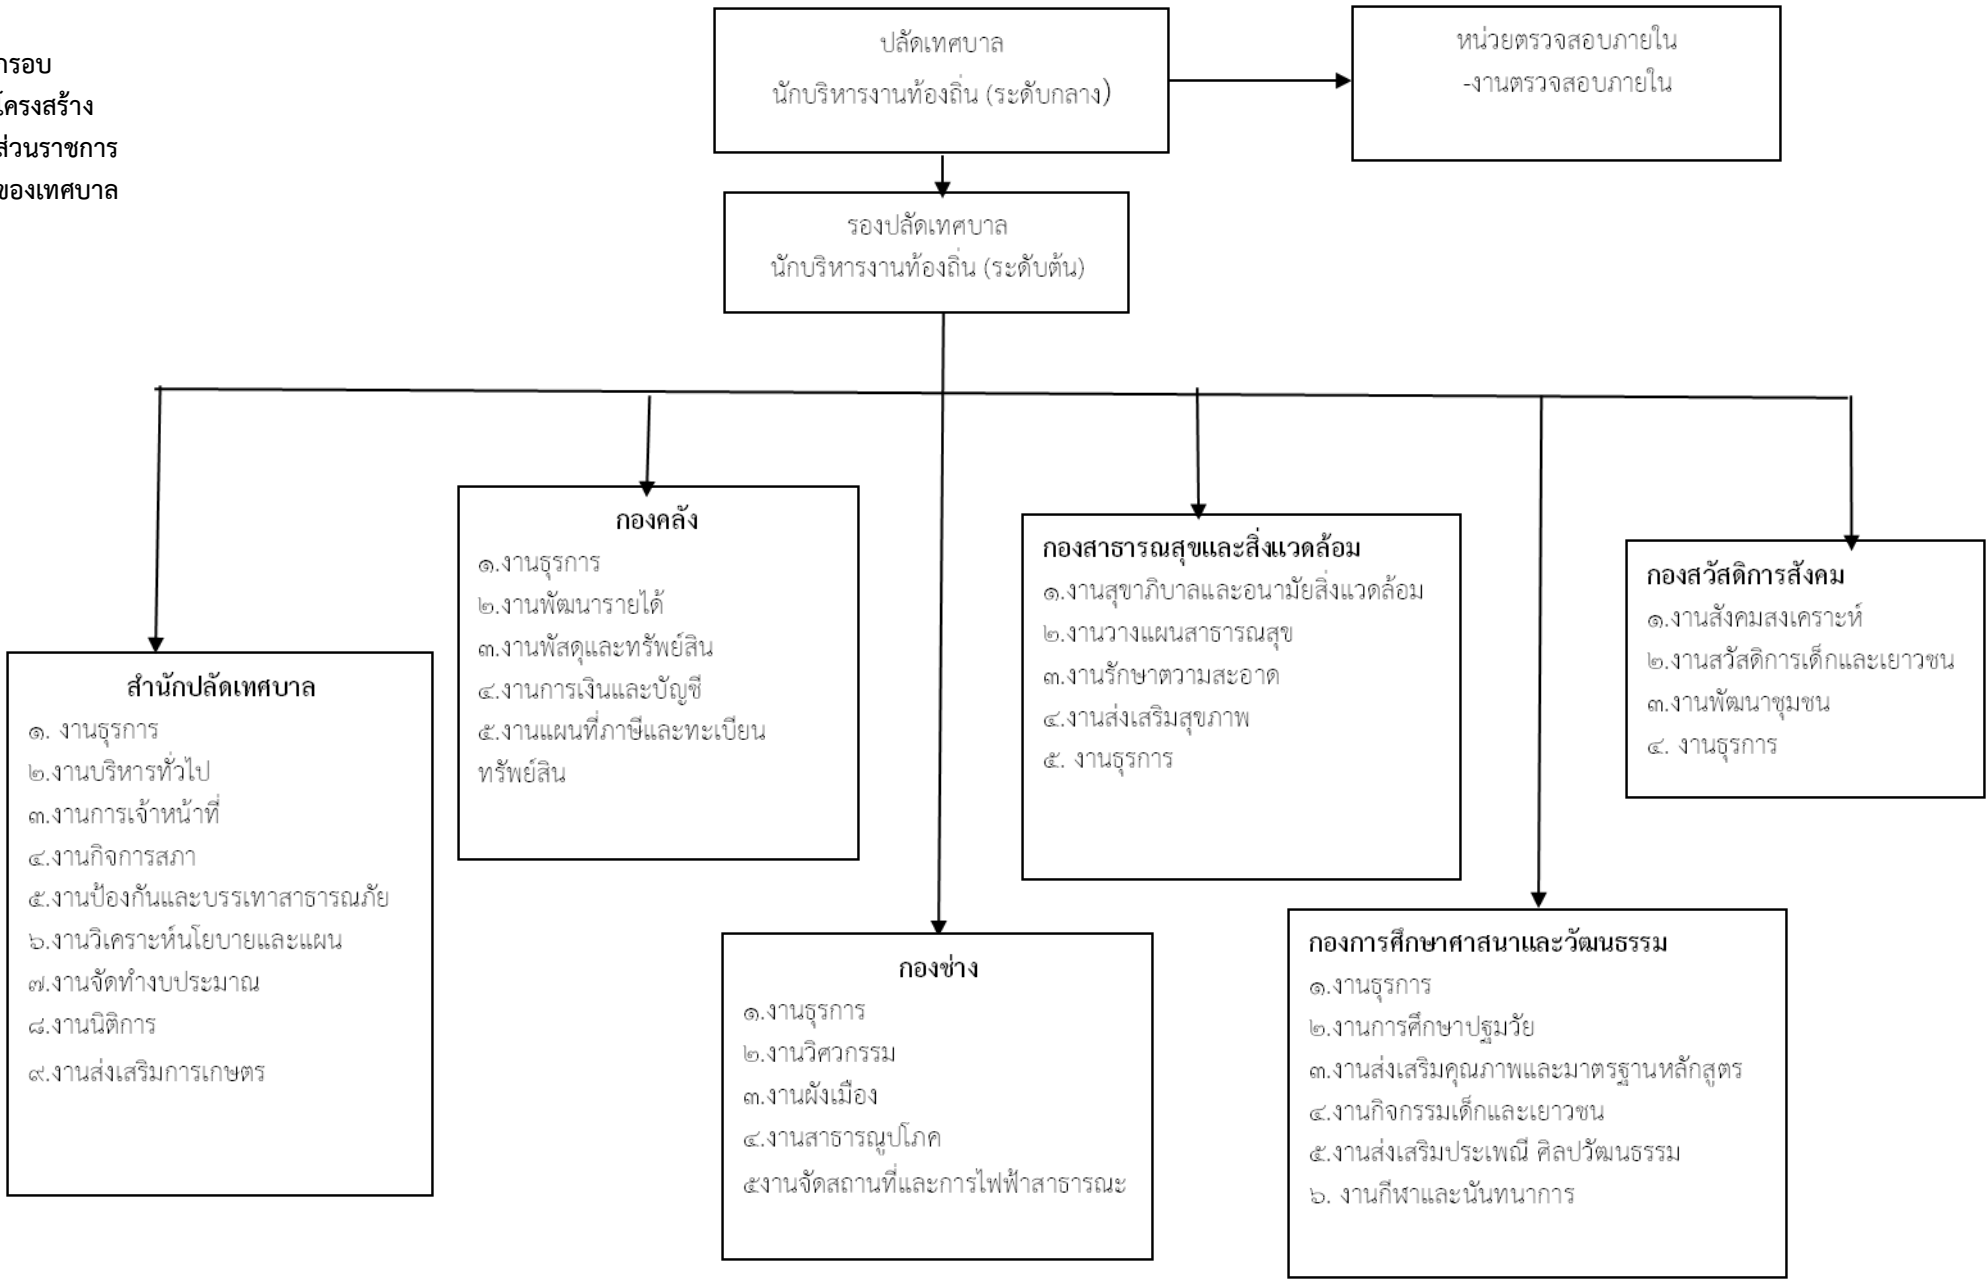 กรอบ
โครงสร้าง
ส่วนราชการ
ของเทศบาล
ปลัดเทศบาล
นักบริหารงานท้องถิ่น (ระดับกลาง)
หน่วยตรวจสอบภายใน
-งานตรวจสอบภายใน
รองปลัดเทศบาล
นักบริหารงานท้องถิ่น (ระดับต้น)
สำนักปลัดเทศบาล
๑. งานธุรการ
๒.งานบริหารทั่วไป
๓.งานการเจ้าหน้าที่
๔.งานกิจการสภา
๕.งานป้องกันและบรรเทาสาธารณภัย
๖.งานวิเคราะห์นโยบายและแผน
๗.งานจัดทำงบประมาณ
๘.งานนิติการ
๙.งานส่งเสริมการเกษตร
กองคลัง
๑.งานธุรการ
๒.งานพัฒนารายได้
๓.งานพัสดุและทรัพย์สิน
๔.งานการเงินและบัญชี
๕.งานแผนที่ภาษีและทะเบียน
ทรัพย์สิน
กองช่าง
๑.งานธุรการ
๒.งานวิศวกรรม
๓.งานผังเมือง
๔.งานสาธารณูปโภค
๕งานจัดสถานที่และการไฟฟ้าสาธารณะ
กองสาธารณสุขและสิ่งแวดล้อม
๑.งานสุขาภิบาลและอนามัยสิ่งแวดล้อม
๒.งานวางแผนสาธารณสุข
๓.งานรักษาตวามสะอาด
๔.งานส่งเสริมสุขภาพ
๕. งานธุรการ
กองการศึกษาศาสนาและวัฒนธรรม
๑.งานธุรการ
๒.งานการศึกษาปฐมวัย
๓.งานส่งเสริมคุณภาพและมาตรฐานหลักสูตร
๔.งานกิจกรรมเด็กและเยาวชน
๕.งานส่งเสริมประเพณี ศิลปวัฒนธรรม
๖. งานกีฬาและนันทนาการ
กองสวัสดิการสังคม
๑.งานสังคมสงเคราะห์
๒.งานสวัสดิการเด็กและเยาวชน
๓.งานพัฒนาชุมชน
๔. งานธุรการ